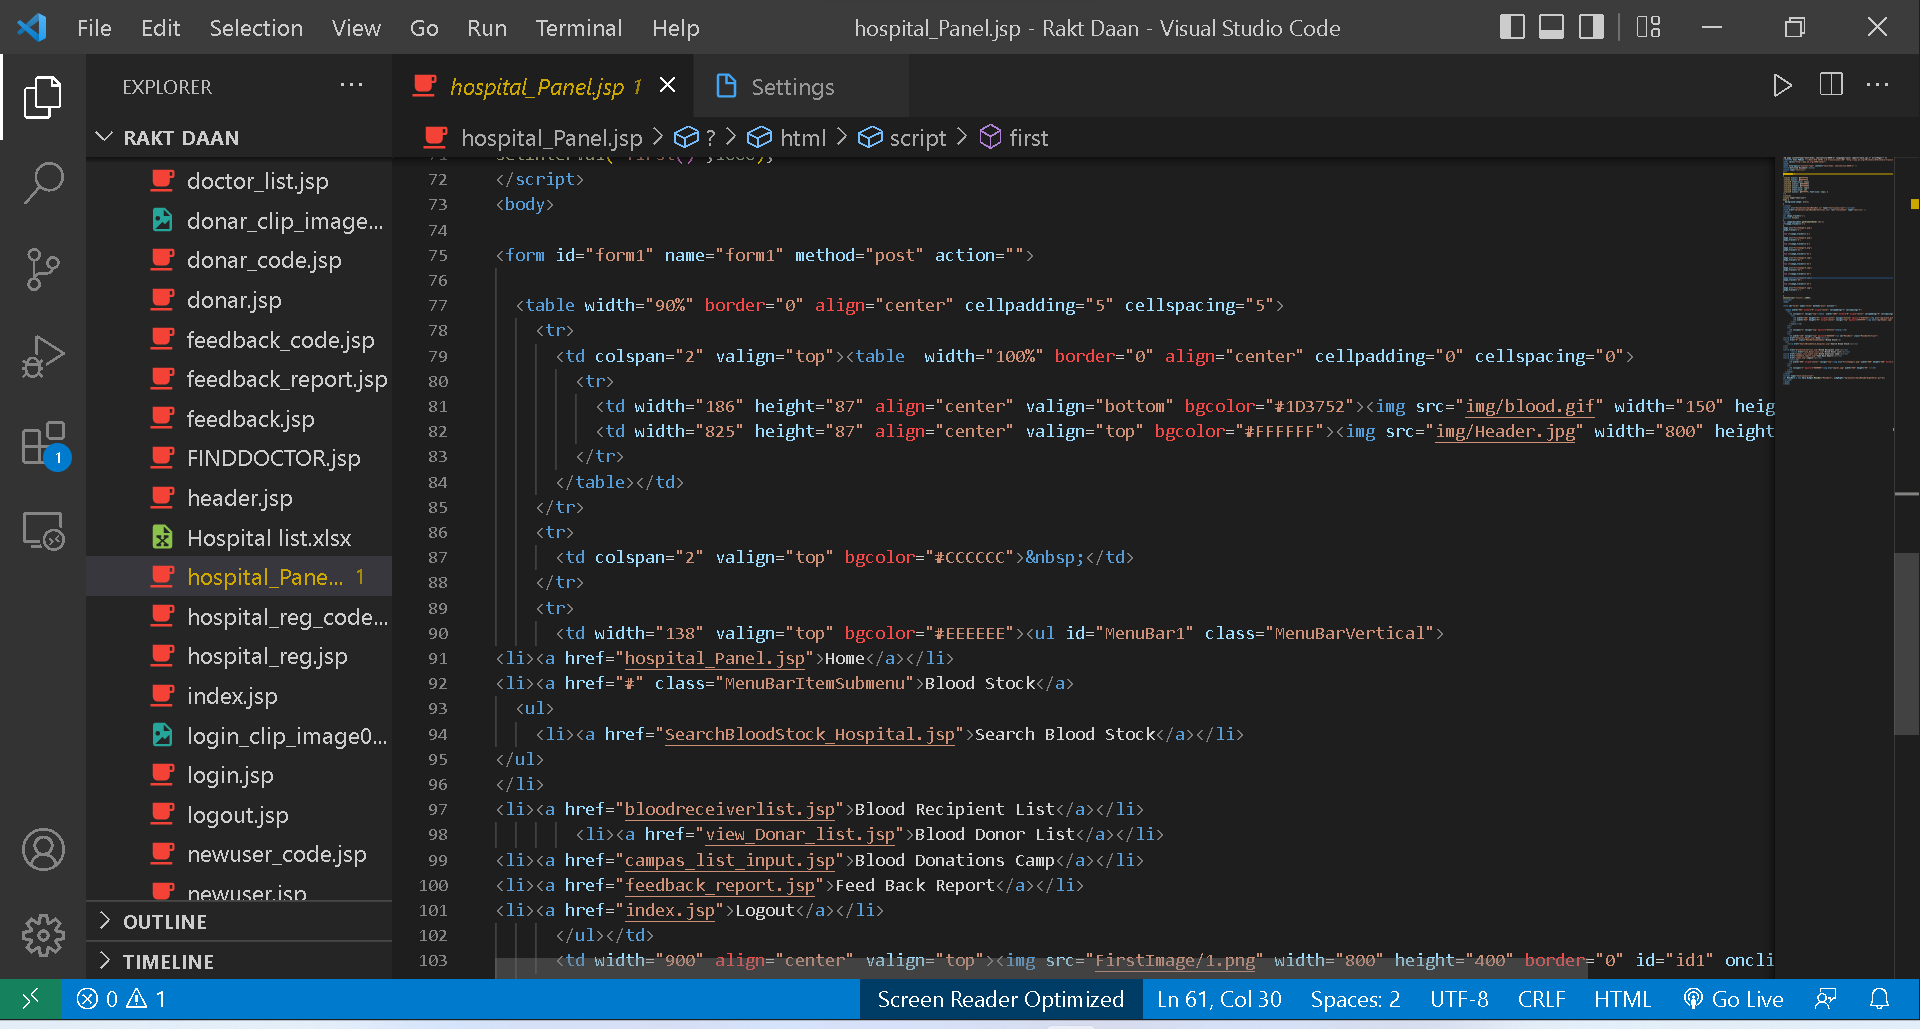 File Edit Selection View Go Run Terminal Help hospital_Panel.jsp - Rakt Daan - Visual Studio Code
EXPLORER ···
hospital_Panel.jsp 1
Settings
RAKT DAAN
hospital_Panel.jsp > ? > html > script > first
doctor_list.jsp
donar_clip_image...
donar_code.jsp
donar.jsp
feedback_code.jsp
feedback_report.jsp
feedback.jsp
FINDDOCTOR.jsp
header.jsp
Hospital list.xlsx
hospital_Pane... 1
hospital_reg_code...
hospital_reg.jsp
index.jsp
login_clip_image0...
login.jsp
logout.jsp
newuser_code.jsp
newuser.jsp
OUTLINE
TIMELINE
1
72 </script>
73 <body>
74
75 <form id="form1" name="form1" method="post" action="">
76
77 <table width="90%" border="0" align="center" cellpadding="5" cellspacing="5">
78 <tr>
79 <td colspan="2" valign="top"><table  width="100%" border="0" align="center" cellpadding="0" cellspacing="0">
80 <tr>
81 <td width="186" height="87" align="center" valign="bottom" bgcolor="#1D3752"><img src="img/blood.gif" width="150" heig
82 <td width="825" height="87" align="center" valign="top" bgcolor="#FFFFFF"><img src="img/Header.jpg" width="800" height
83 </tr>
84 </table></td>
85 </tr>
86 <tr>
87 <td colspan="2" valign="top" bgcolor="#CCCCCC">&nbsp;</td>
88 </tr>
89 <tr>
90 <td width="138" valign="top" bgcolor="#EEEEEE"><ul id="MenuBar1" class="MenuBarVertical">
91 <li><a href="hospital_Panel.jsp">Home</a></li>
92 <li><a href="#" class="MenuBarItemSubmenu">Blood Stock</a>
93 <ul>
94 <li><a href="SearchBloodStock_Hospital.jsp">Search Blood Stock</a></li>
95 </ul>
96 </li>
97 <li><a href="bloodreceiverlist.jsp">Blood Recipient List</a></li>
98 <li><a href="view_Donar_list.jsp">Blood Donor List</a></li>
99 <li><a href="campas_list_input.jsp">Blood Donations Camp</a></li>
100 <li><a href="feedback_report.jsp">Feed Back Report</a></li>
101 <li><a href="index.jsp">Logout</a></li>
102 </ul></td>
103 <td width="900" align="center" valign="top"><img src="FirstImage/1.png" width="800" height="400" border="0" id="id1" oncli
0 1 Screen Reader Optimized Ln 61, Col 30 Spaces: 2 UTF-8 CRLF HTML Go Live